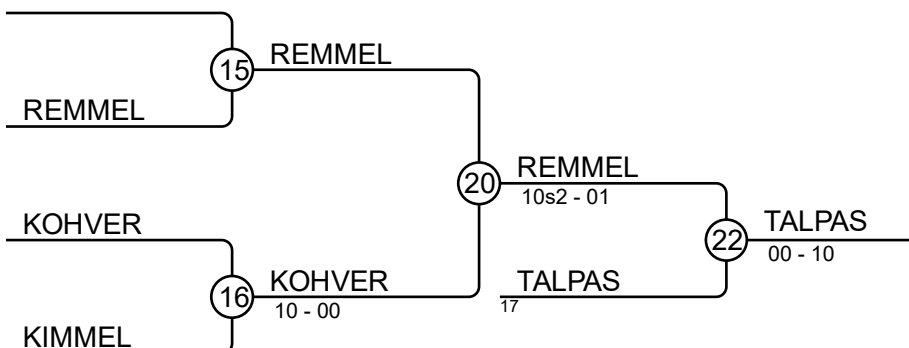 REMMEL
15
REMMEL
20
REMMEL
10s2 - 01
KOHVER
22
TALPAS
00 - 10
16
KOHVER
10 - 00
TALPAS
17
KIMMEL